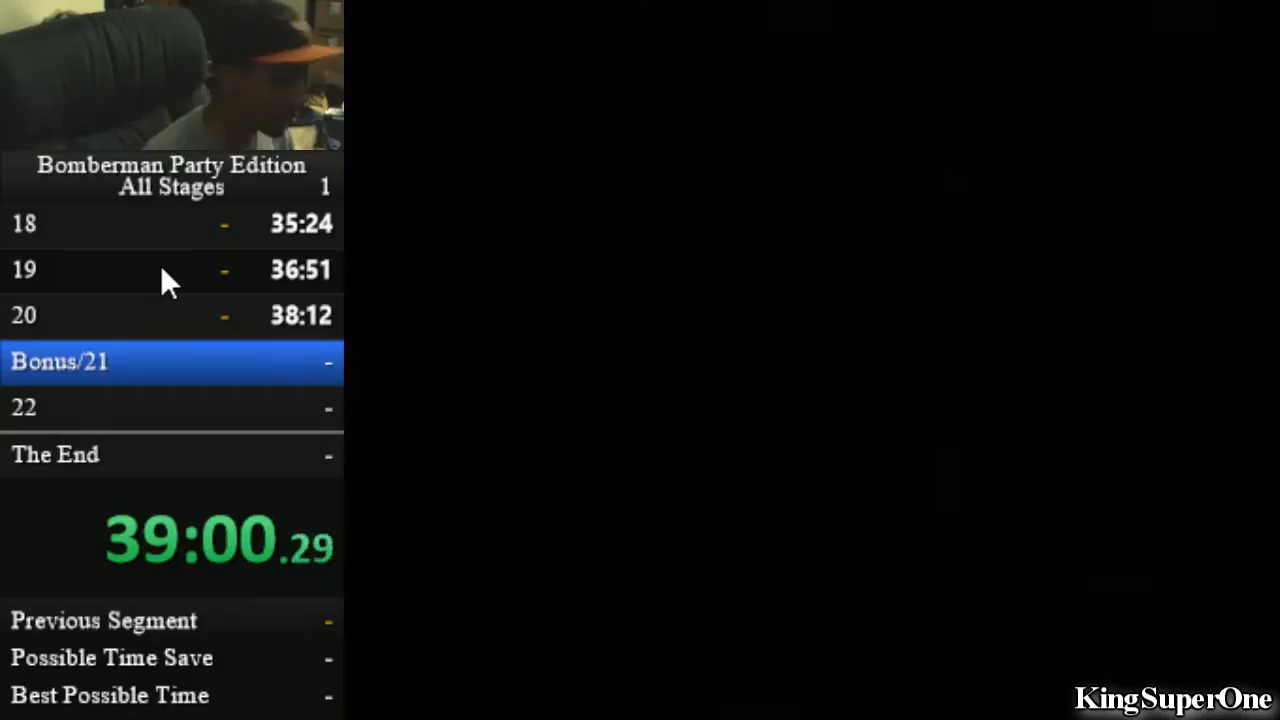 Bomberman Party Edition
All Stages 1
18 - 35:24
19 - 36:51
20 - 38:12
Bonus/21 -
22 -
The End -
39:00.29
Previous Segment -
Possible Time Save -
Best Possible Time -
KingSuperOne